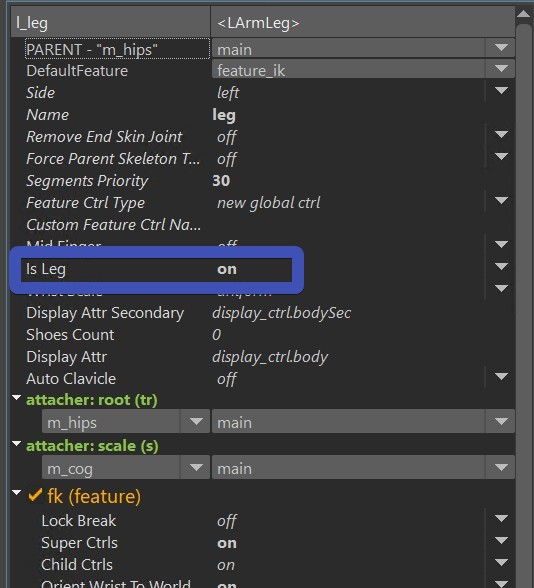 l_leg <LArmLeg>
PARENT - "m_hips" main
DefaultFeature feature_ik
Side left
Name leg
Remove End Skin Joint off
Force Parent Skeleton T... off
Segments Priority 30
Feature Ctrl Type new global ctrl
Custom Feature Ctrl Na...
Mid Finger off
Is Leg on
Wrist Scale uniform
Display Attr Secondary display_ctrl.bodySec
Shoes Count 0
Display Attr display_ctrl.body
Auto Clavicle off
attacher: root (tr)
m_hips main
attacher: scale (s)
m_cog main
fk (feature)
Lock Break off
Super Ctrls on
Child Ctrls on
Orient Wrist To World on